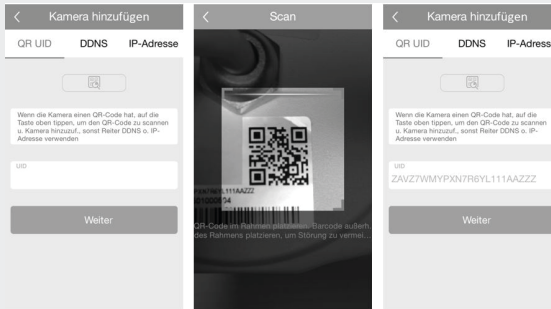 Kamera hinzufügen
QR UID DDNS IP-Adresse
Wenn die Kamera einen QR-Code hat, auf die
Taste oben tippen, um den QR-Code zu scannen
u. Kamera hinzuzuf., sonst Reiter DDNS o. IP-
Adresse verwenden
UID
Weiter
Scan
111AAZZZ
QR-Code im Rahmen platzieren. Barcode außerh.
des Rahmens platzieren, um Störung zu vermei...
Kamera hinzufügen
QR UID DDNS IP-Adress
Wenn die Kamera einen QR-Code hat, auf die
Taste oben tippen, um den QR-Code zu scannen
u. Kamera hinzuzuf., sonst Reiter DDNS o. IP-
Adresse verwenden
UID
ZAVZ7WMYPXN7R6YL111AAZZZ
Weiter